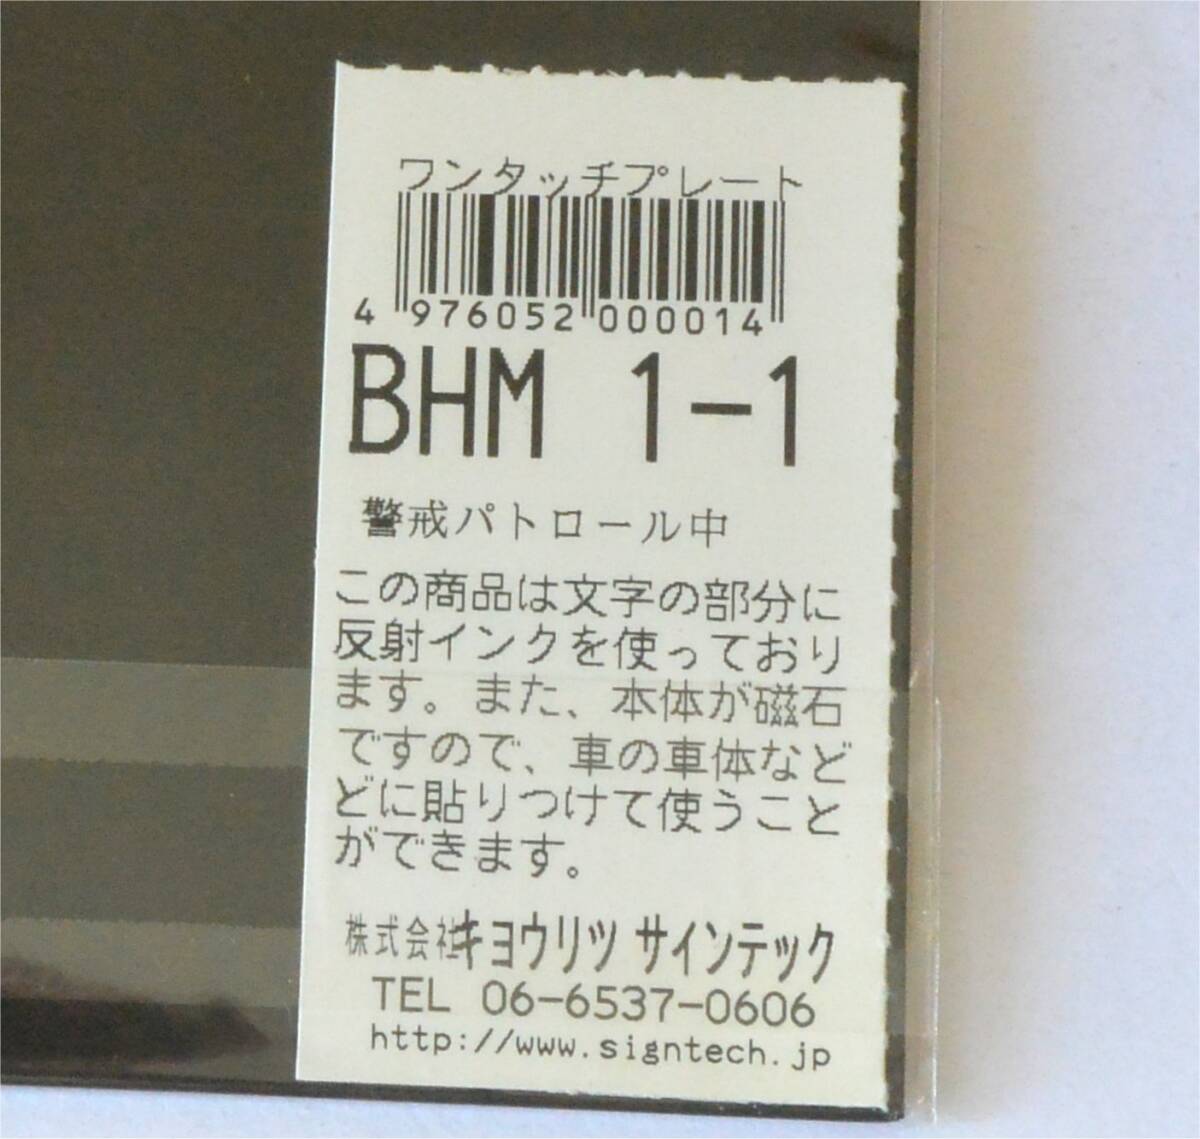 ワンタッチプレート
4 976052 000014
BHM 1-1
警戒パトロール中
この商品は文字の部分に
反射インクを使っており
ます。また、本体が磁石
ですので、車の車体など
どに貼りつけて使うこと
ができます。
株式会社キョウリツ サインテック
TEL 06-6537-0606
http://www.signtech.jp